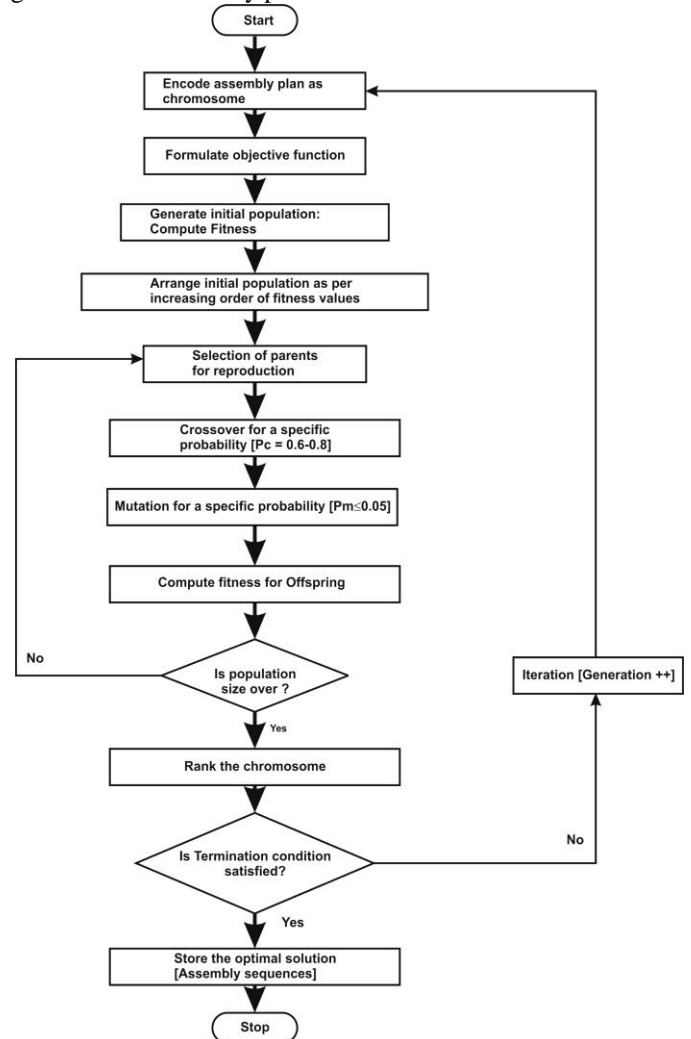 Start
Encode assembly plan as
chromosome
Formulate objective function
Generate initial population:
Compute Fitness
Arrange initial population as per
increasing order of fitness values
Selection of parents
for reproduction
Crossover for a specific
probability [Pc = 0.6-0.8]
Mutation for a specific probability [Pm≤0.05]
Compute fitness for Offspring
No
Is population
size over ?
Iteration [Generation ++]
Yes
Rank the chromosome
Is Termination condition
satisfied?
No
Yes
Store the optimal solution
[Assembly sequences]
Stop